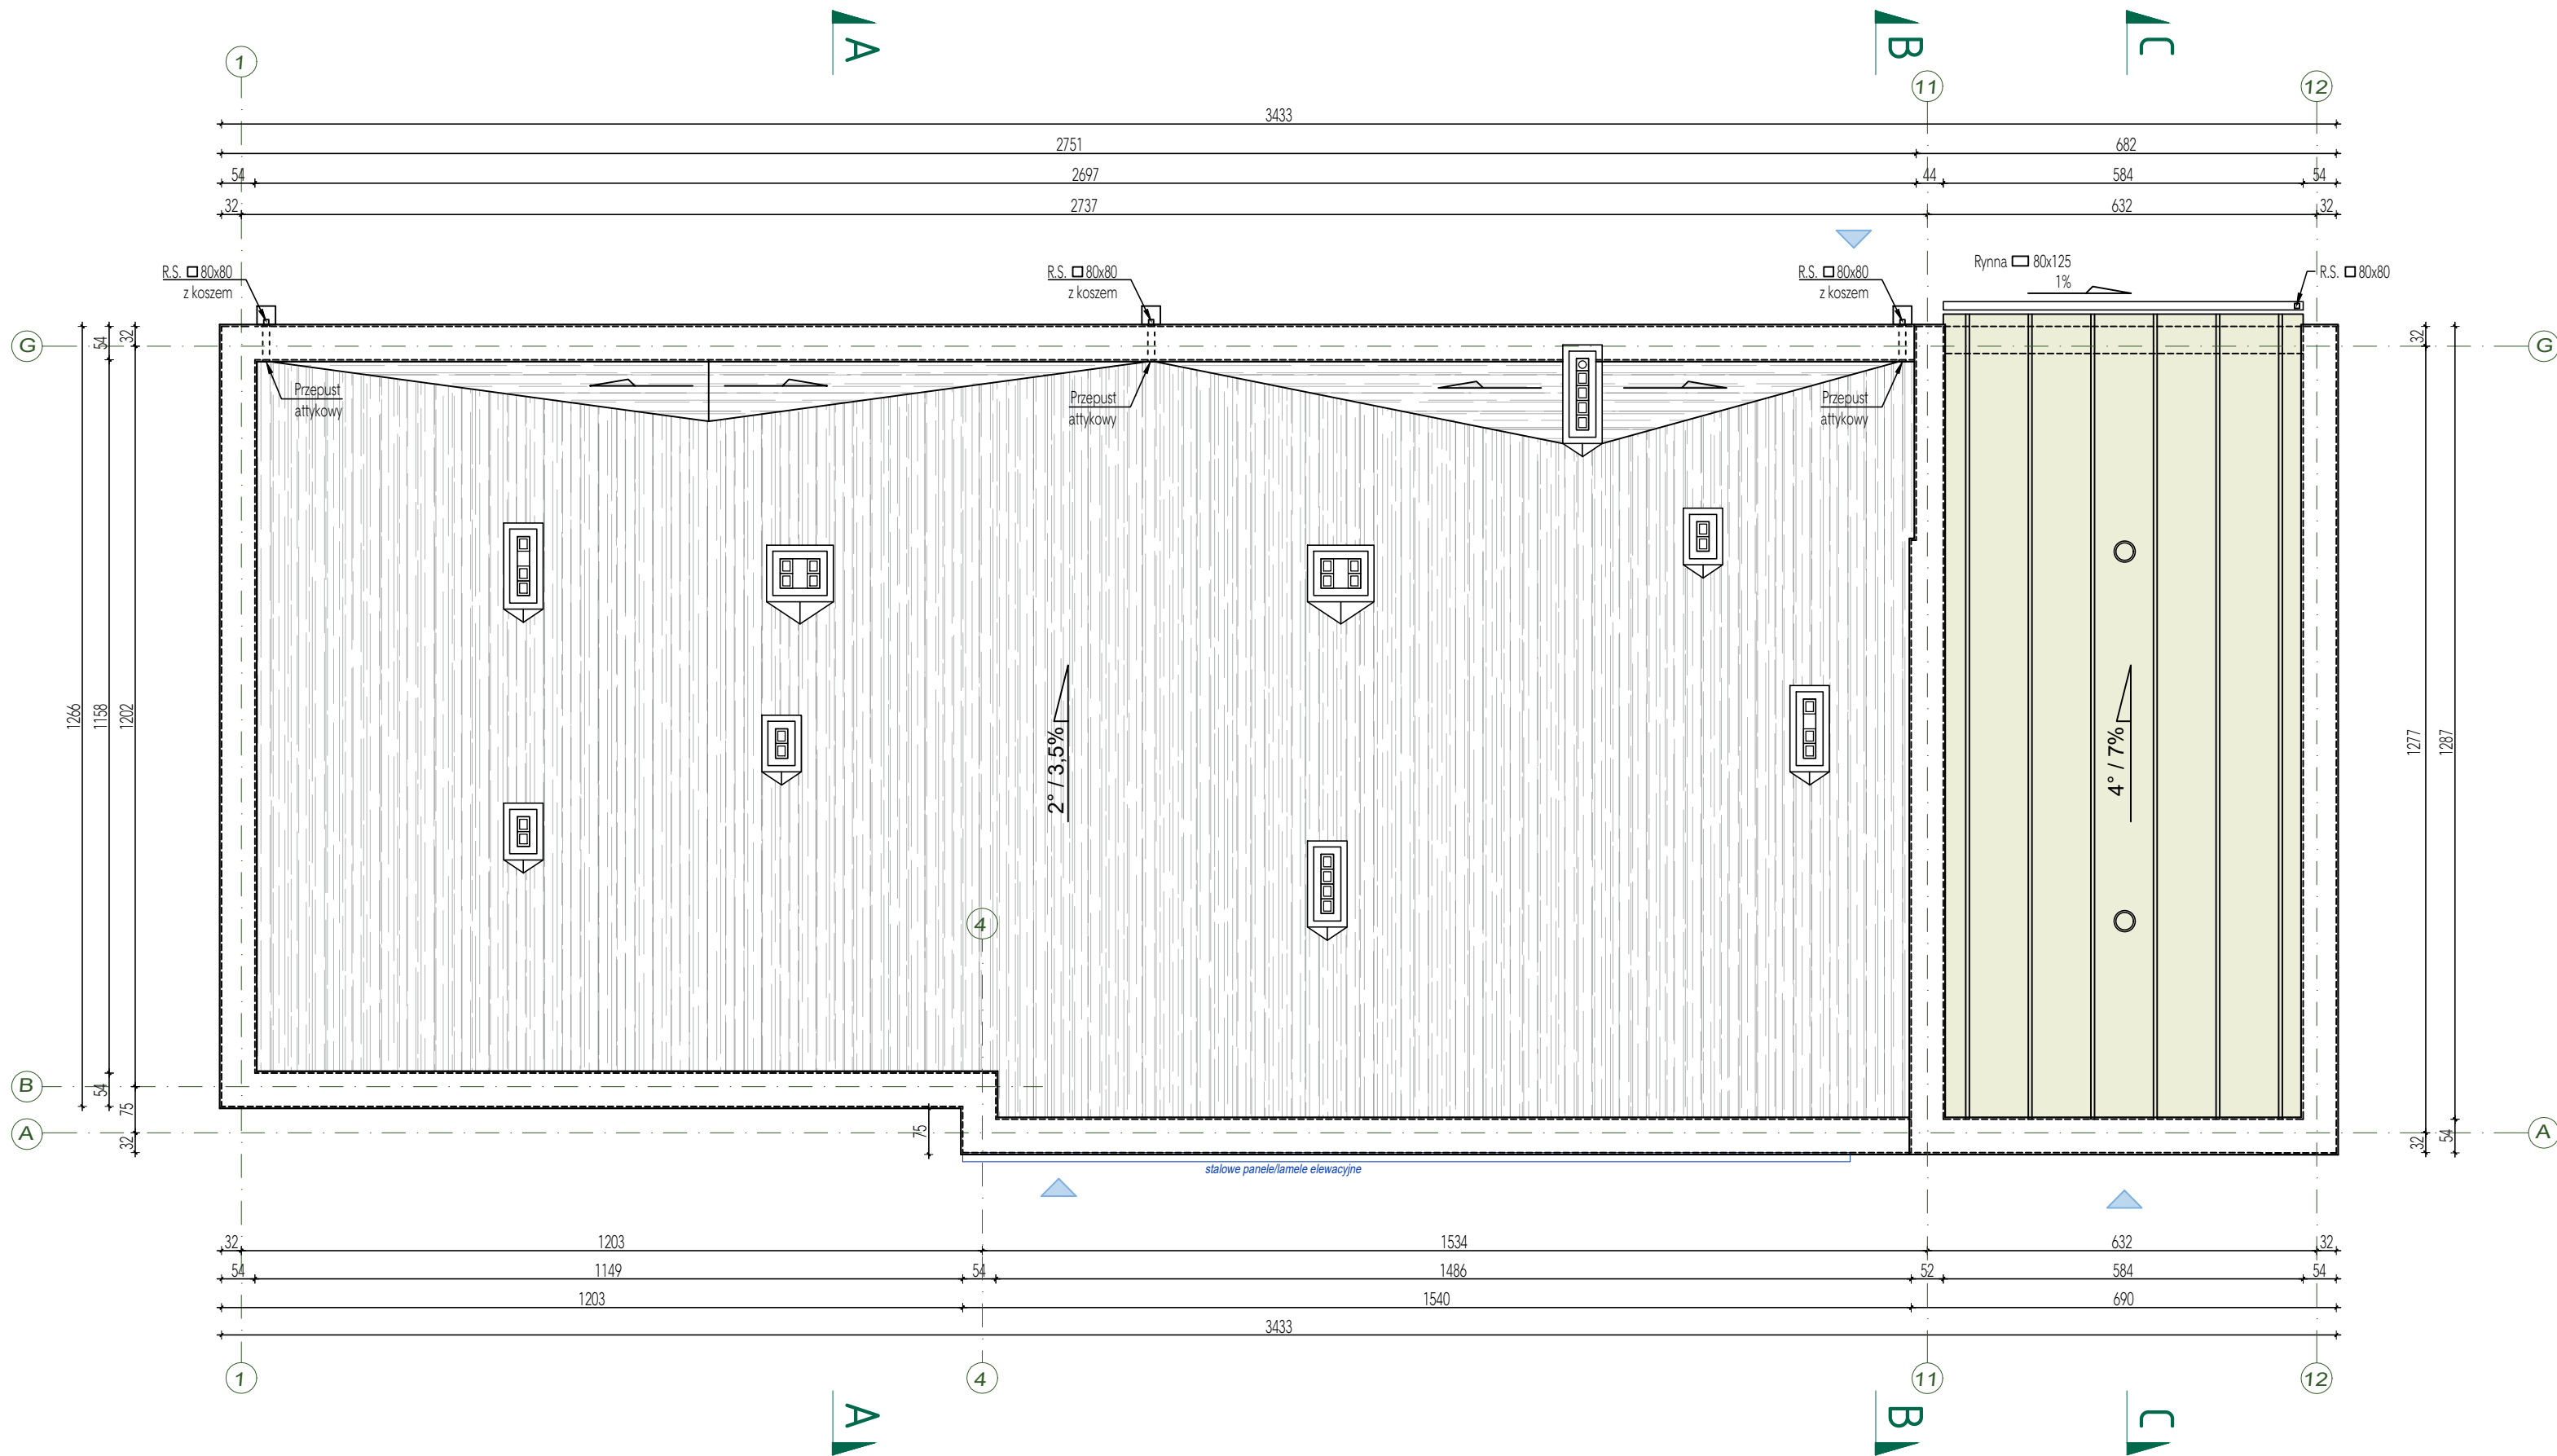 A
B
C
1
11
12
3433
2751
682
54
2697
44
584
54
32
2737
632
32
R.S. 80x80
z koszem
R.S. 80x80
z koszem
R.S. 80x80
z koszem
Rynna 80x125
1%
R.S. 80x80
G
G
54
32
32
Przepust
attykowy
Przepust
attykowy
Przepust
attykowy
1266
1158
1202
2° / 3,5%
4° / 7%
1277
1287
4
B
54
75
A
32
75
32
54
A
stalowe panele/lamele elewacyjne
32
1203
1534
632
32
54
1149
54
1486
52
584
54
1203
1540
690
3433
1
4
11
12
A
B
C